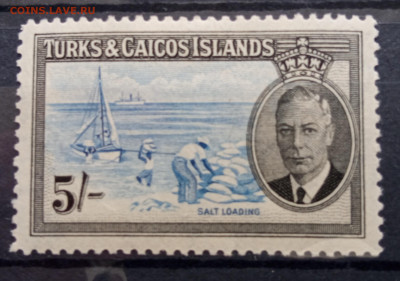 COINS.LAVE.RU
TURKS & CAICOS ISLANDS
5/-
SALT LOADING